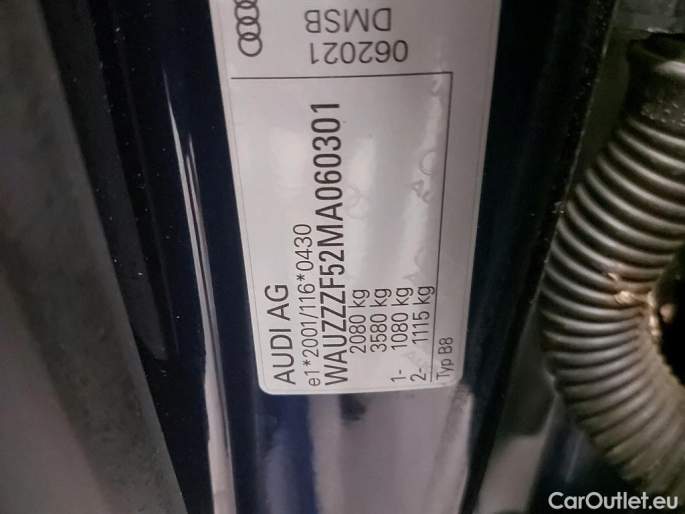 AUDI AG
e1*2001/116*0430
WAUZZZF52MA060301
2080 kg
3580 kg
1- 1080 kg
2- 1115 kg
Typ B8
062021
DMSB
CarOutlet.eu